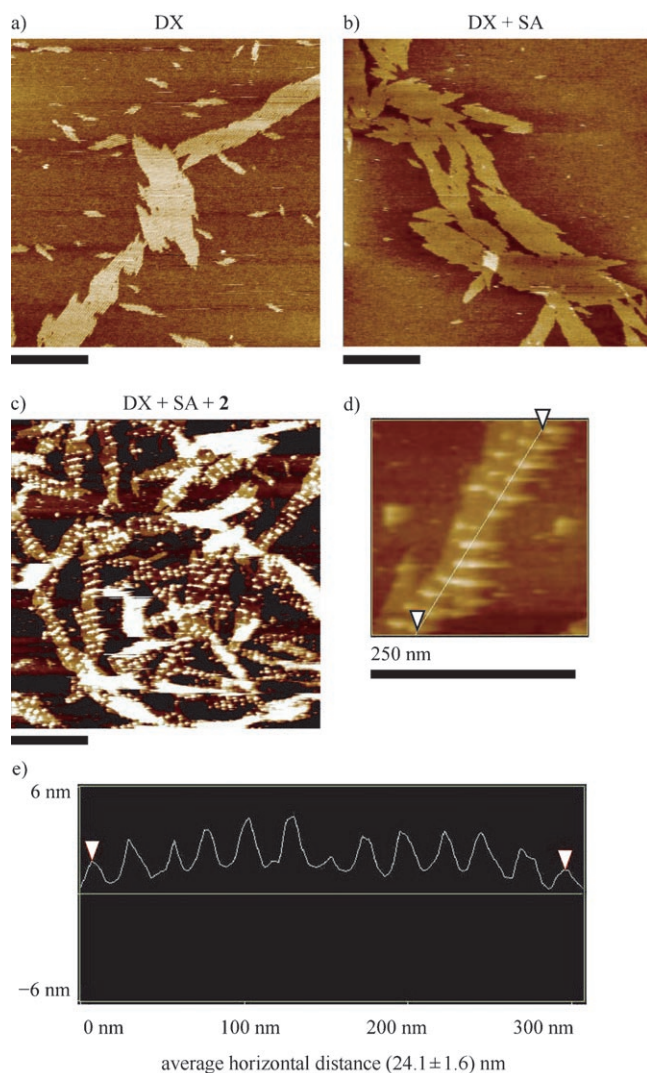 a) DX
b) DX + SA
c) DX + SA + 2
d)
250 nm
e)
6 nm
−6 nm
0 nm 100 nm 200 nm 300 nm
average horizontal distance (24.1±1.6) nm